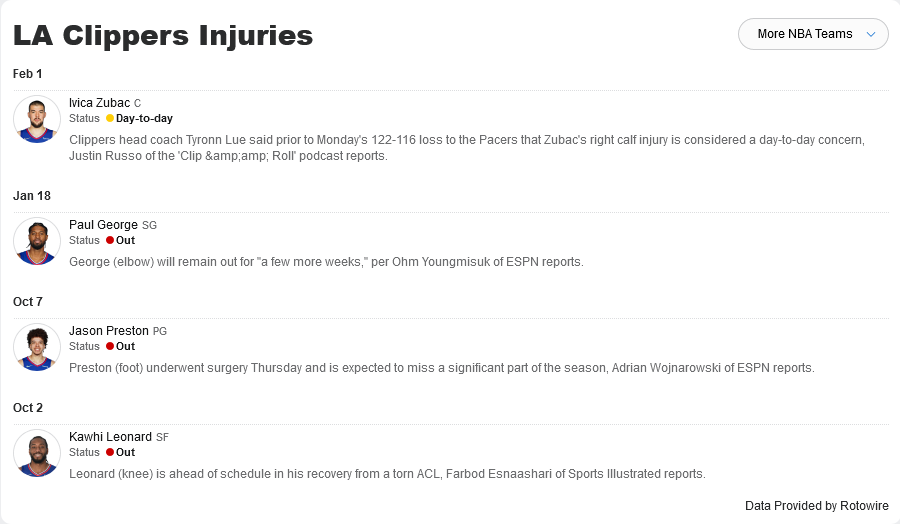 LA Clippers Injuries
More NBA Teams
Feb 1
Ivica Zubac C
Status Day-to-day
Clippers head coach Tyronn Lue said prior to Monday's 122-116 loss to the Pacers that Zubac's right calf injury is considered a day-to-day concern,
Justin Russo of the 'Clip &amp;amp; Roll' podcast reports.
Jan 18
Paul George SG
Status Out
George (elbow) will remain out for "a few more weeks," per Ohm Youngmisuk of ESPN reports.
Oct 7
Jason Preston PG
Status Out
Preston (foot) underwent surgery Thursday and is expected to miss a significant part of the season, Adrian Wojnarowski of ESPN reports.
Oct 2
Kawhi Leonard SF
Status Out
Leonard (knee) is ahead of schedule in his recovery from a torn ACL, Farbod Esnaashari of Sports Illustrated reports.
Data Provided by Rotowire